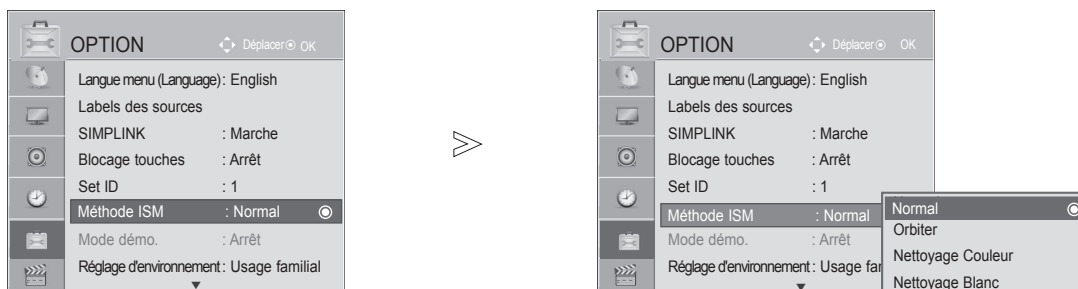 OPTION Déplacer OK
Langue menu (Language) : English
Labels des sources
SIMPLINK : Marche
Blocage touches : Arrêt
Set ID : 1
Méthode ISM : Normal
Mode démo. : Arrêt
Réglage d'environnement : Usage familial
OPTION Déplacer OK
Langue menu (Language) : English
Labels des sources
SIMPLINK : Marche
Blocage touches : Arrêt
Set ID : 1
Méthode ISM : Normal
Mode démo. : Arrêt
Réglage d'environnement : Usage fa
Normal
Orbiter
Nettoyage Couleur
Nettoyage Blanc